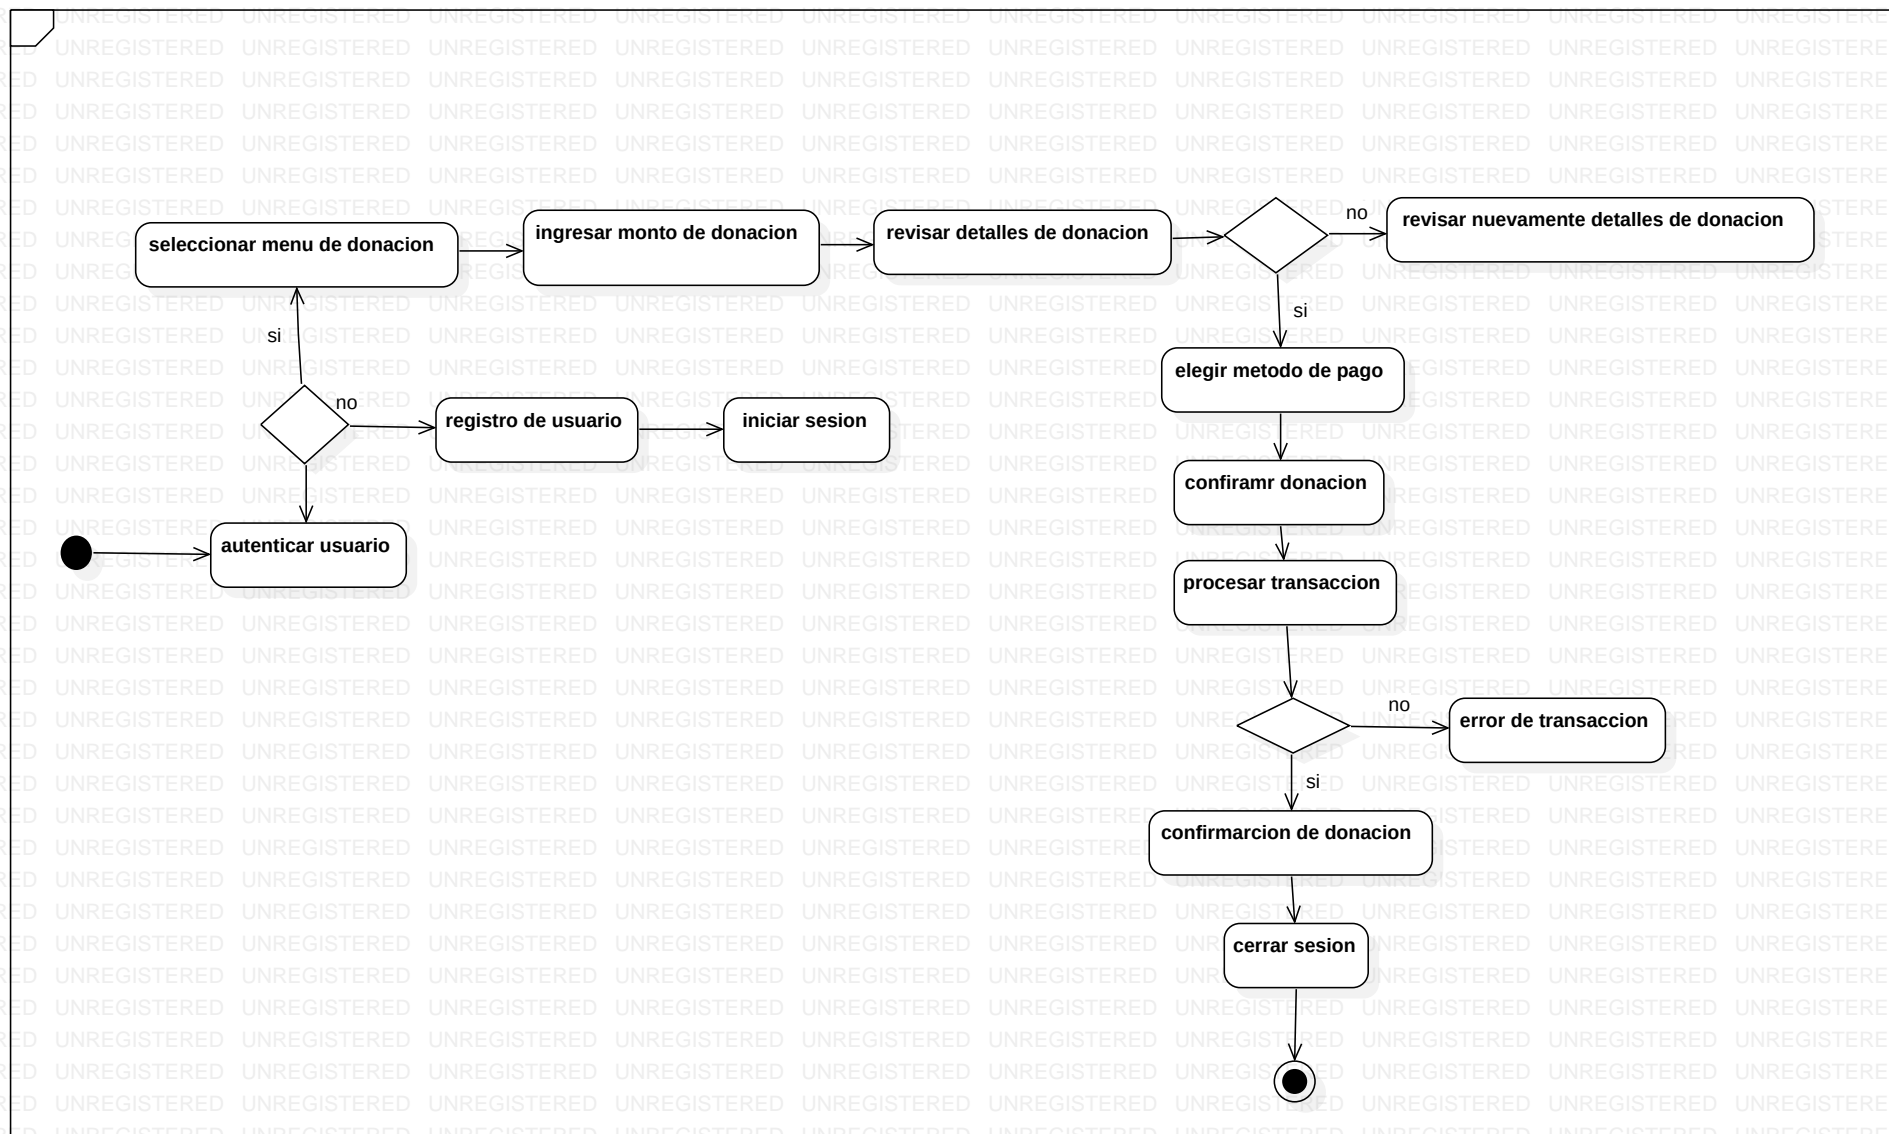 seleccionar menu de donacion
ingresar monto de donacion
revisar detalles de donacion
no
revisar nuevamente detalles de donacion
si
si
elegir metodo de pago
no
registro de usuario
iniciar sesion
confiramr donacion
autenticar usuario
procesar transaccion
no
error de transaccion
si
confirmarcion de donacion
cerrar sesion
UNREGISTERED